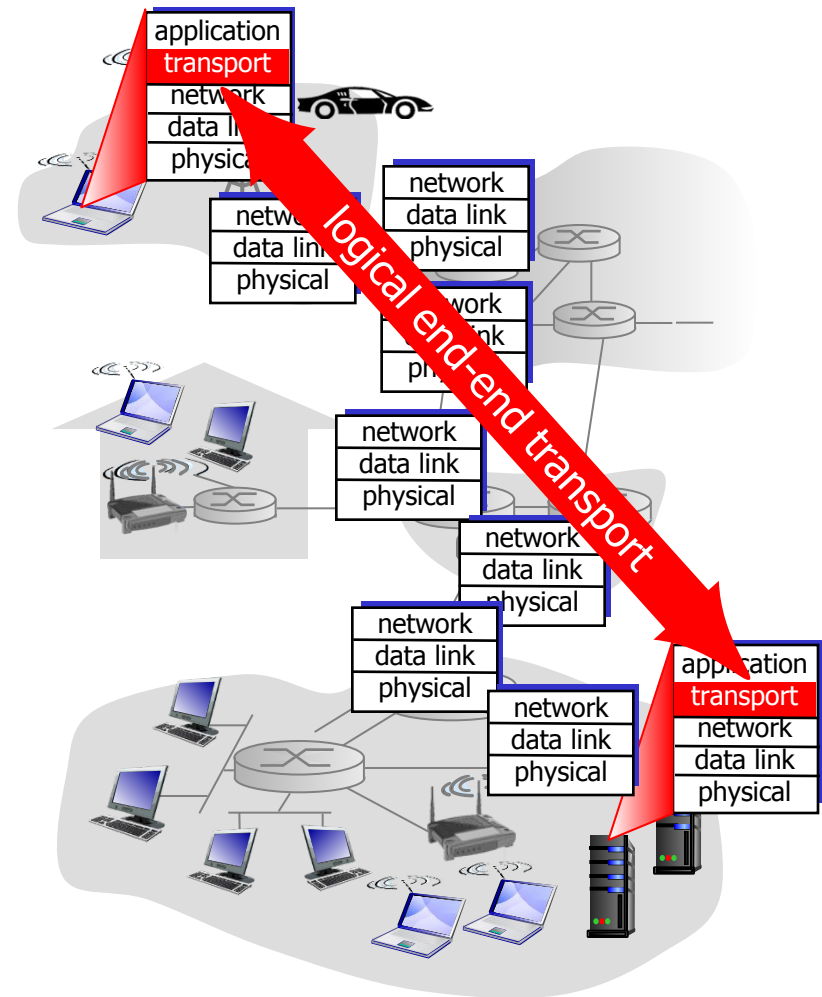 application
transport
network
data link
physical
network
data link
physical
network
data link
physical
network
logical end-end transport
network
data link
physical
network
data link
physical
network
data link
physical
network
data link
physical
application
transport
network
data link
physical